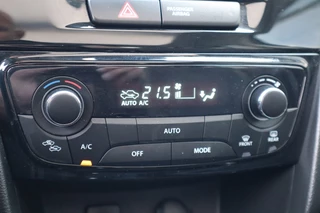 PASSENGER
AIRBAG
21.5
AUTO A/C
AUTO
A/C
OFF
MODE
FRONT
REAR